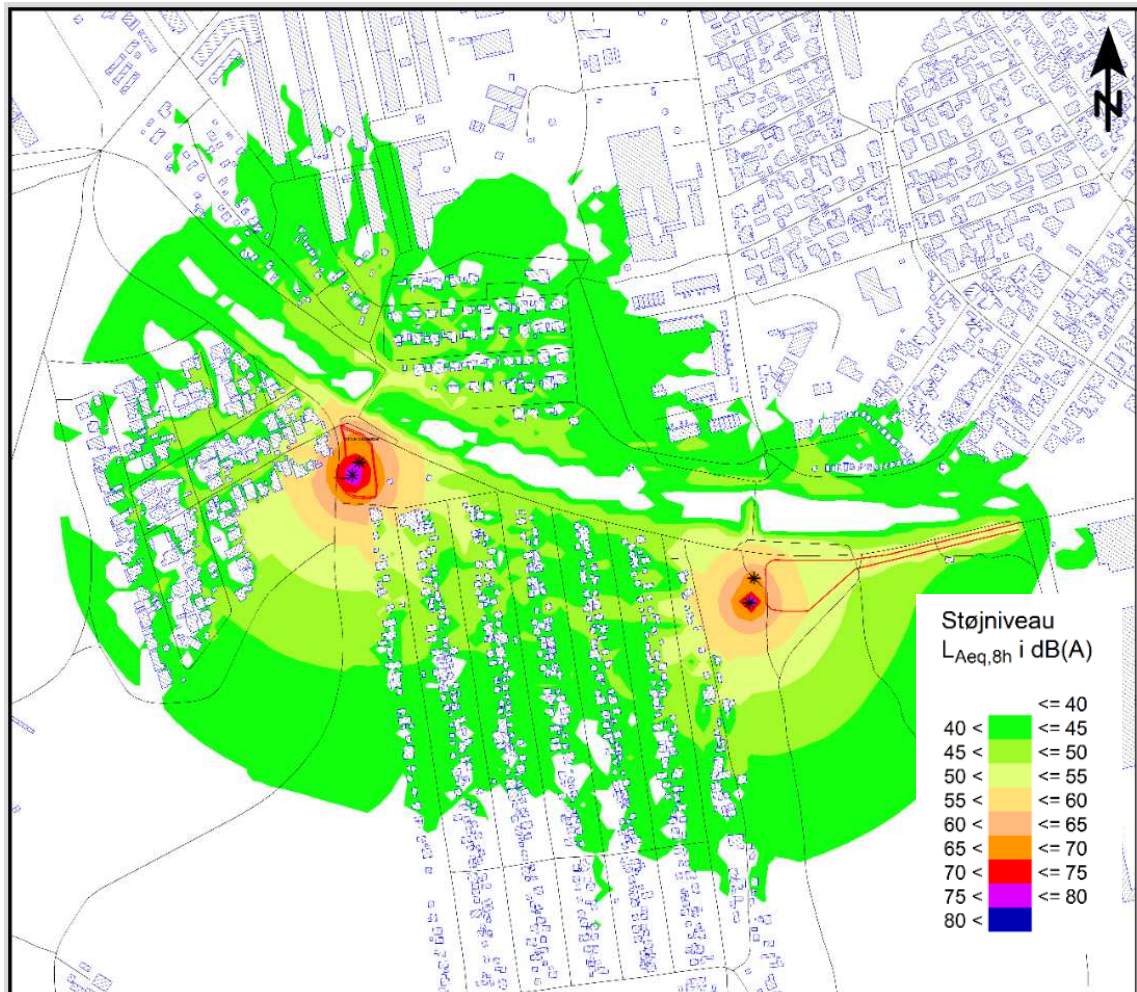 N
Støjniveau
L_Aeq,8h i dB(A)
<= 40
40 < <= 45
45 < <= 50
50 < <= 55
55 < <= 60
60 < <= 65
65 < <= 70
70 < <= 75
75 < <= 80
80 <